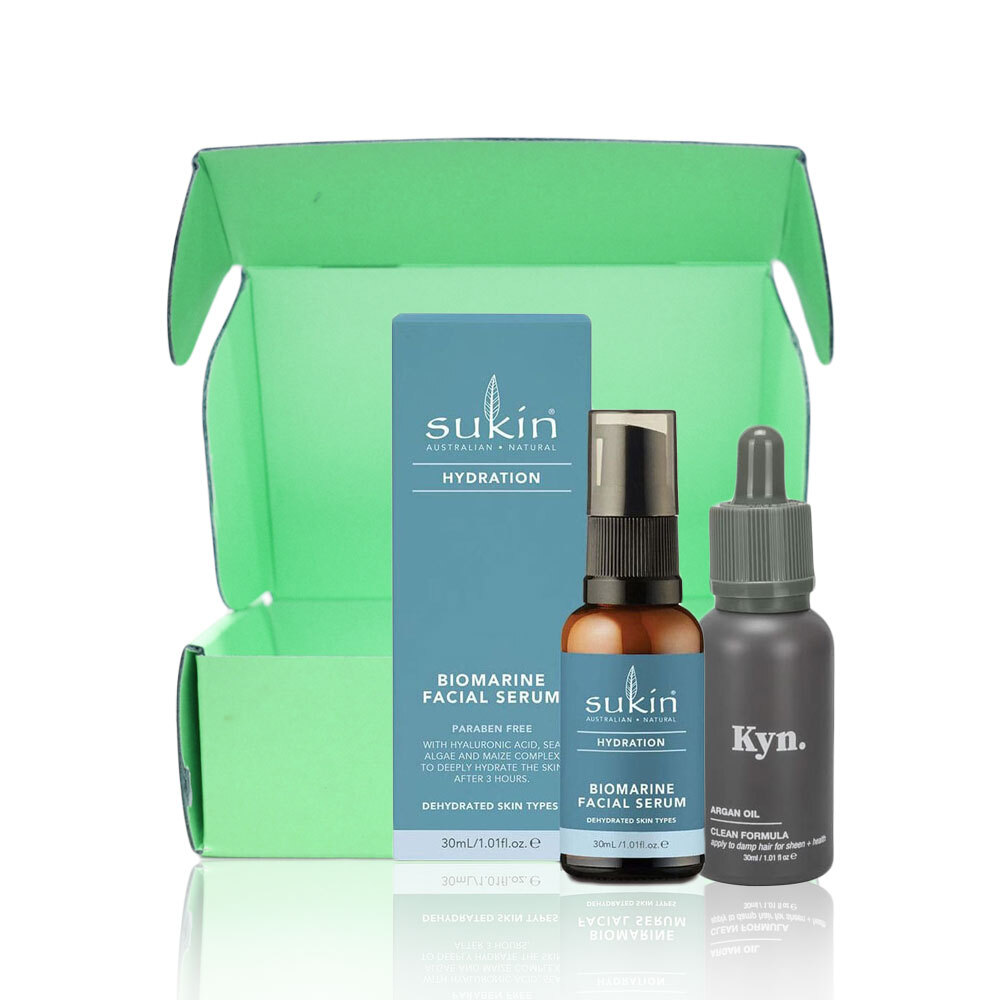 sukin®
AUSTRALIAN • NATURAL
HYDRATION
BIOMARINE
FACIAL SERUM
PARABEN FREE
WITH HYALURONIC ACID, SEA
ALGAE AND MAIZE COMPLEX
TO DEEPLY HYDRATE THE SKIN
AFTER 3 HOURS.
DEHYDRATED SKIN TYPES
30mL/1.01fl.oz. ℮
sukin®
AUSTRALIAN • NATURAL
HYDRATION
BIOMARINE
FACIAL SERUM
DEHYDRATED SKIN TYPES
30mL/1.01fl.oz. ℮
Kyn.
ARGAN OIL
CLEAN FORMULA
apply to damp hair for sheen + health
30ml / 1.01 fl oz ℮